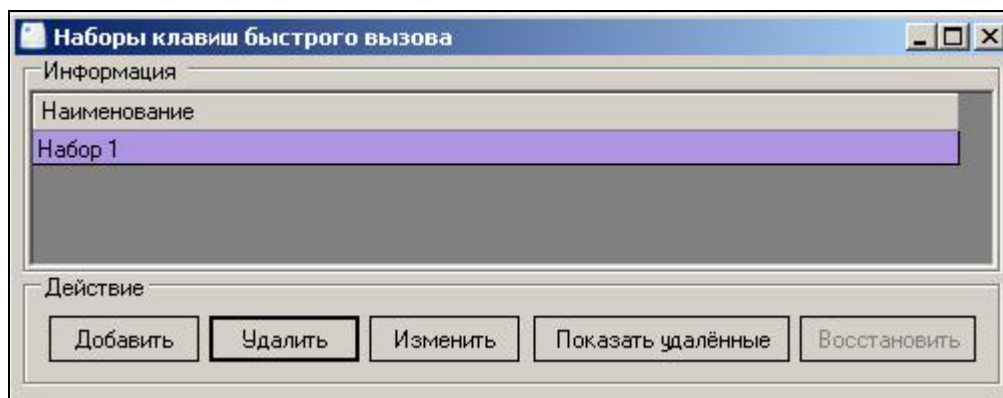 Наборы клавиш быстрого вызова
Информация
Наименование
Набор 1
Действие
Добавить Удалить Изменить Показать удалённые Восстановить